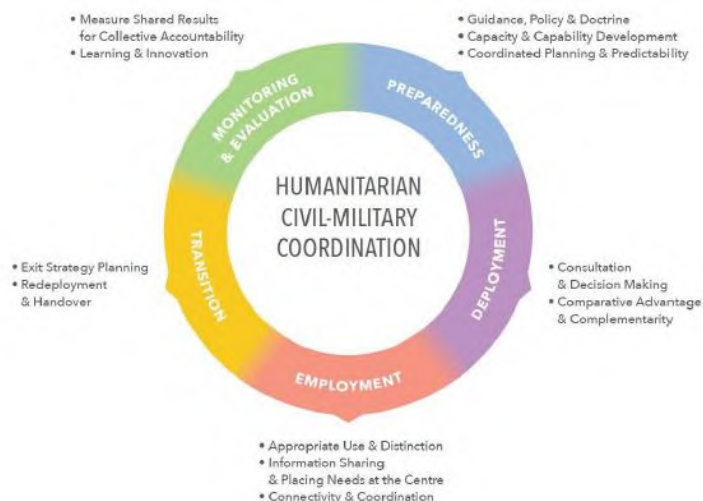 • Measure Shared Results
for Collective Accountability
• Learning & Innovation
• Guidance, Policy & Doctrine
• Capacity & Capability Development
• Coordinated Planning & Predictability
MONITORING
& EVALUATION
PREPAREDNESS
HUMANITARIAN
CIVIL-MILITARY
COORDINATION
TRANSITION
DEPLOYMENT
• Exit Strategy Planning
• Redeployment
& Handover
• Consultation
& Decision Making
• Comparative Advantage
& Complementarity
EMPLOYMENT
• Appropriate Use & Distinction
• Information Sharing
& Placing Needs at the Centre
• Connectivity & Coordination